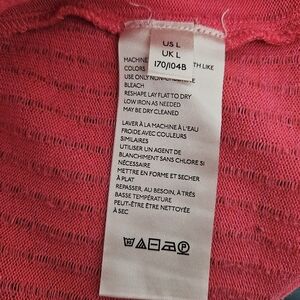 US L
UK L
170/104B
MACHINE TH LIKE
COLORS
USE ONLY NON-
BLEACH
RESHAPE LAY FLAT TO DRY
LOW IRON AS NEEDED
MAY BE DRY CLEANED
LAVER À LA MACHINE À L'EAU
FROIDE AVEC COULEURS
SIMILAIRES
UTILISER UN AGENT DE
BLANCHIMENT SANS CHLORE SI
NÉCESSAIRE
METTRE EN FORME ET SECHER
À PLAT
REPASSER, AU BESOIN, À TRÈS
BASSE TEMPÉRATURE
PEUT-ÊTRE ÊTRE NETTOYÉE
À SEC